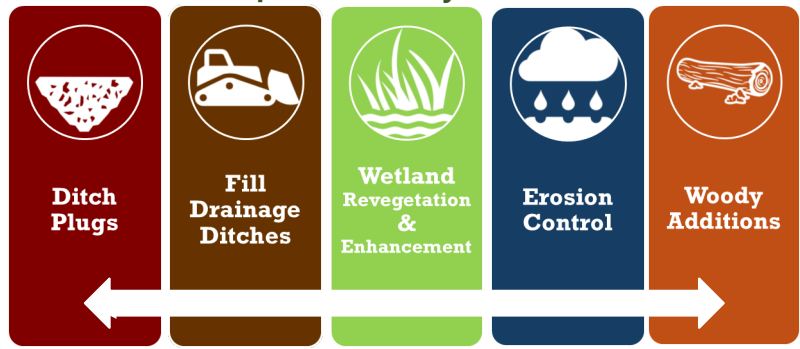 Ditch
Plugs
Fill
Drainage
Ditches
Wetland
Revegetation
&
Enhancement
Erosion
Control
Woody
Additions